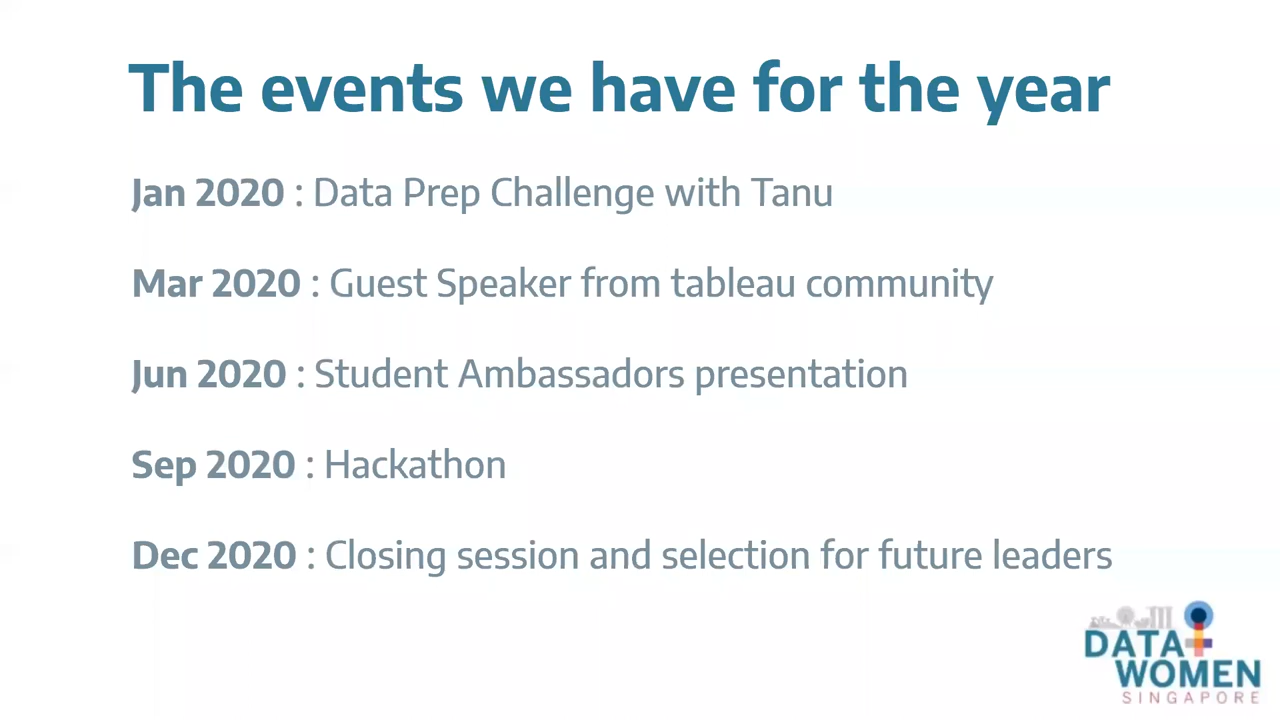 The events we have for the year
Jan 2020 : Data Prep Challenge with Tanu
Mar 2020 : Guest Speaker from tableau community
Jun 2020 : Student Ambassadors presentation
Sep 2020 : Hackathon
Dec 2020 : Closing session and selection for future leaders
DATA
WOMEN
SINGAPORE